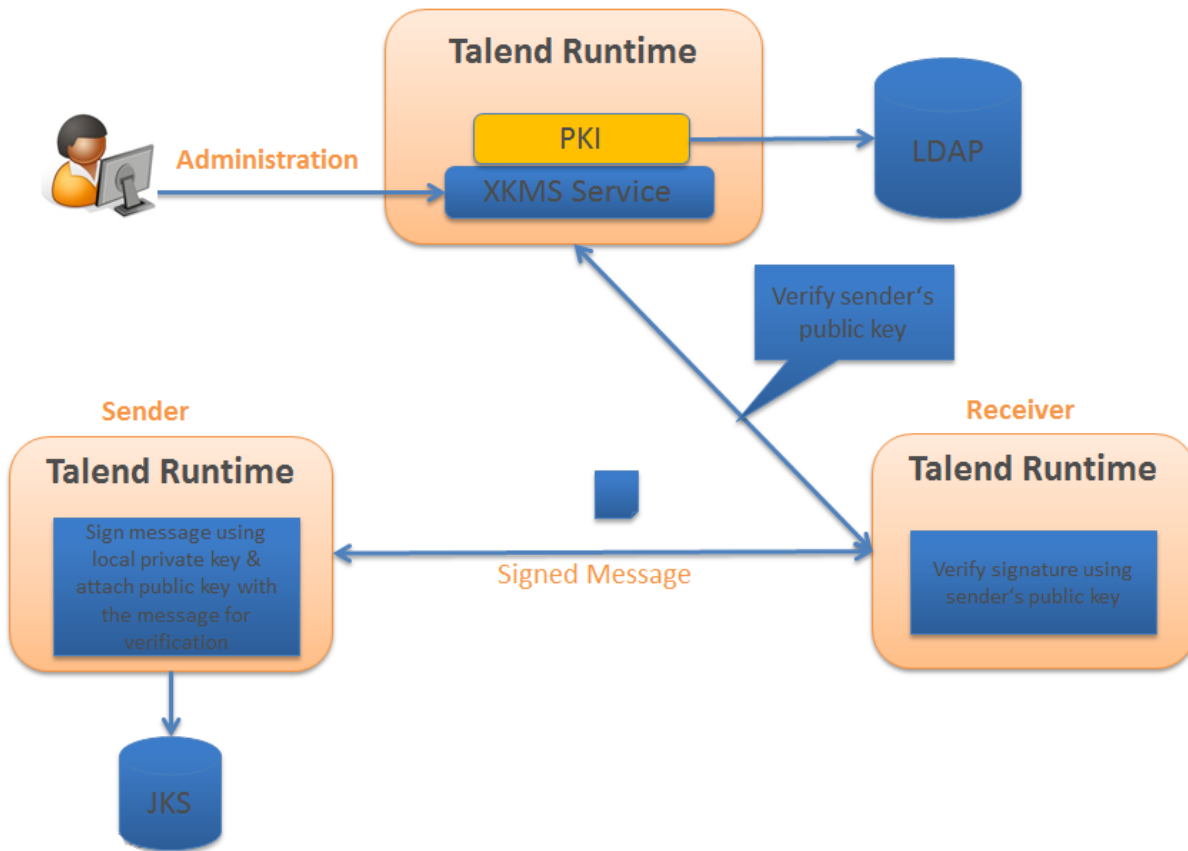 Talend Runtime
PKI
XKMS Service
LDAP
Administration
Verify sender‘s
public key
Sender
Receiver
Talend Runtime
Sign message using
local private key &
attach public key with
the message for
verification
Signed Message
Talend Runtime
Verify signature using
sender‘s public key
JKS